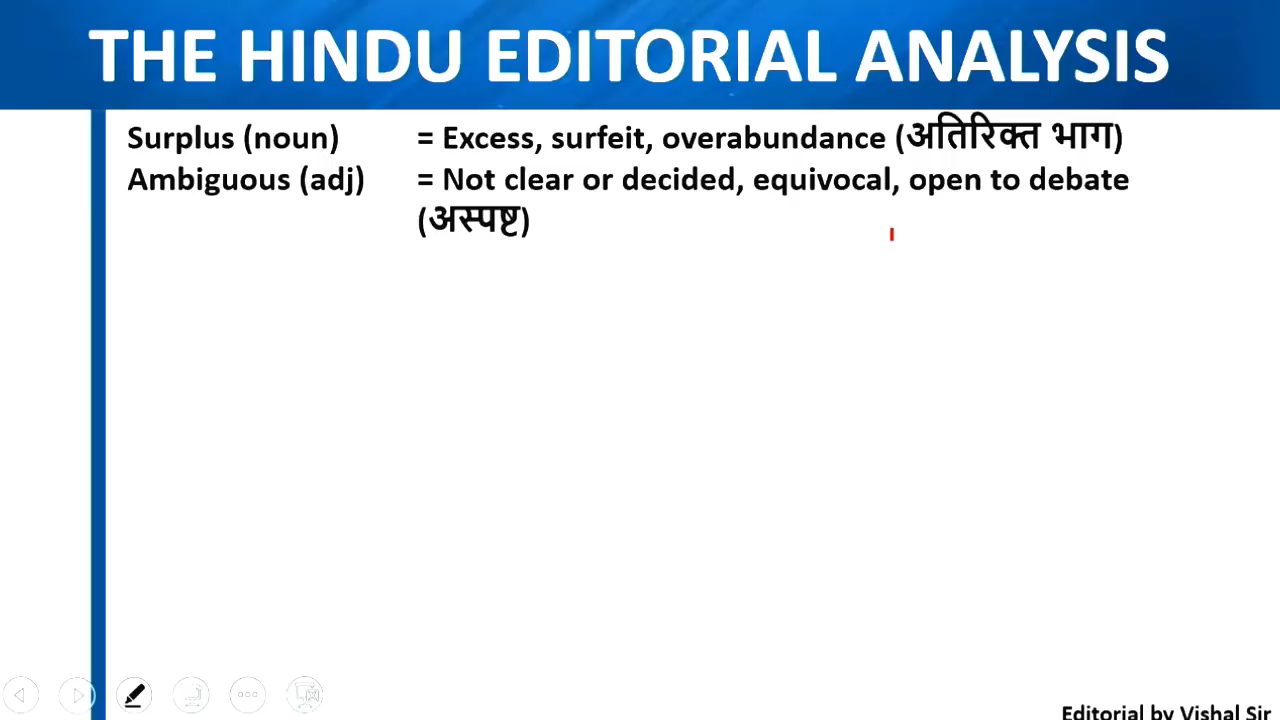 THE HINDU EDITORIAL ANALYSIS
Surplus (noun) = Excess, surfeit, overabundance (अतिरिक्त भाग)
Ambiguous (adj) = Not clear or decided, equivocal, open to debate
(अस्पष्ट)
Editorial by Vishal Sir